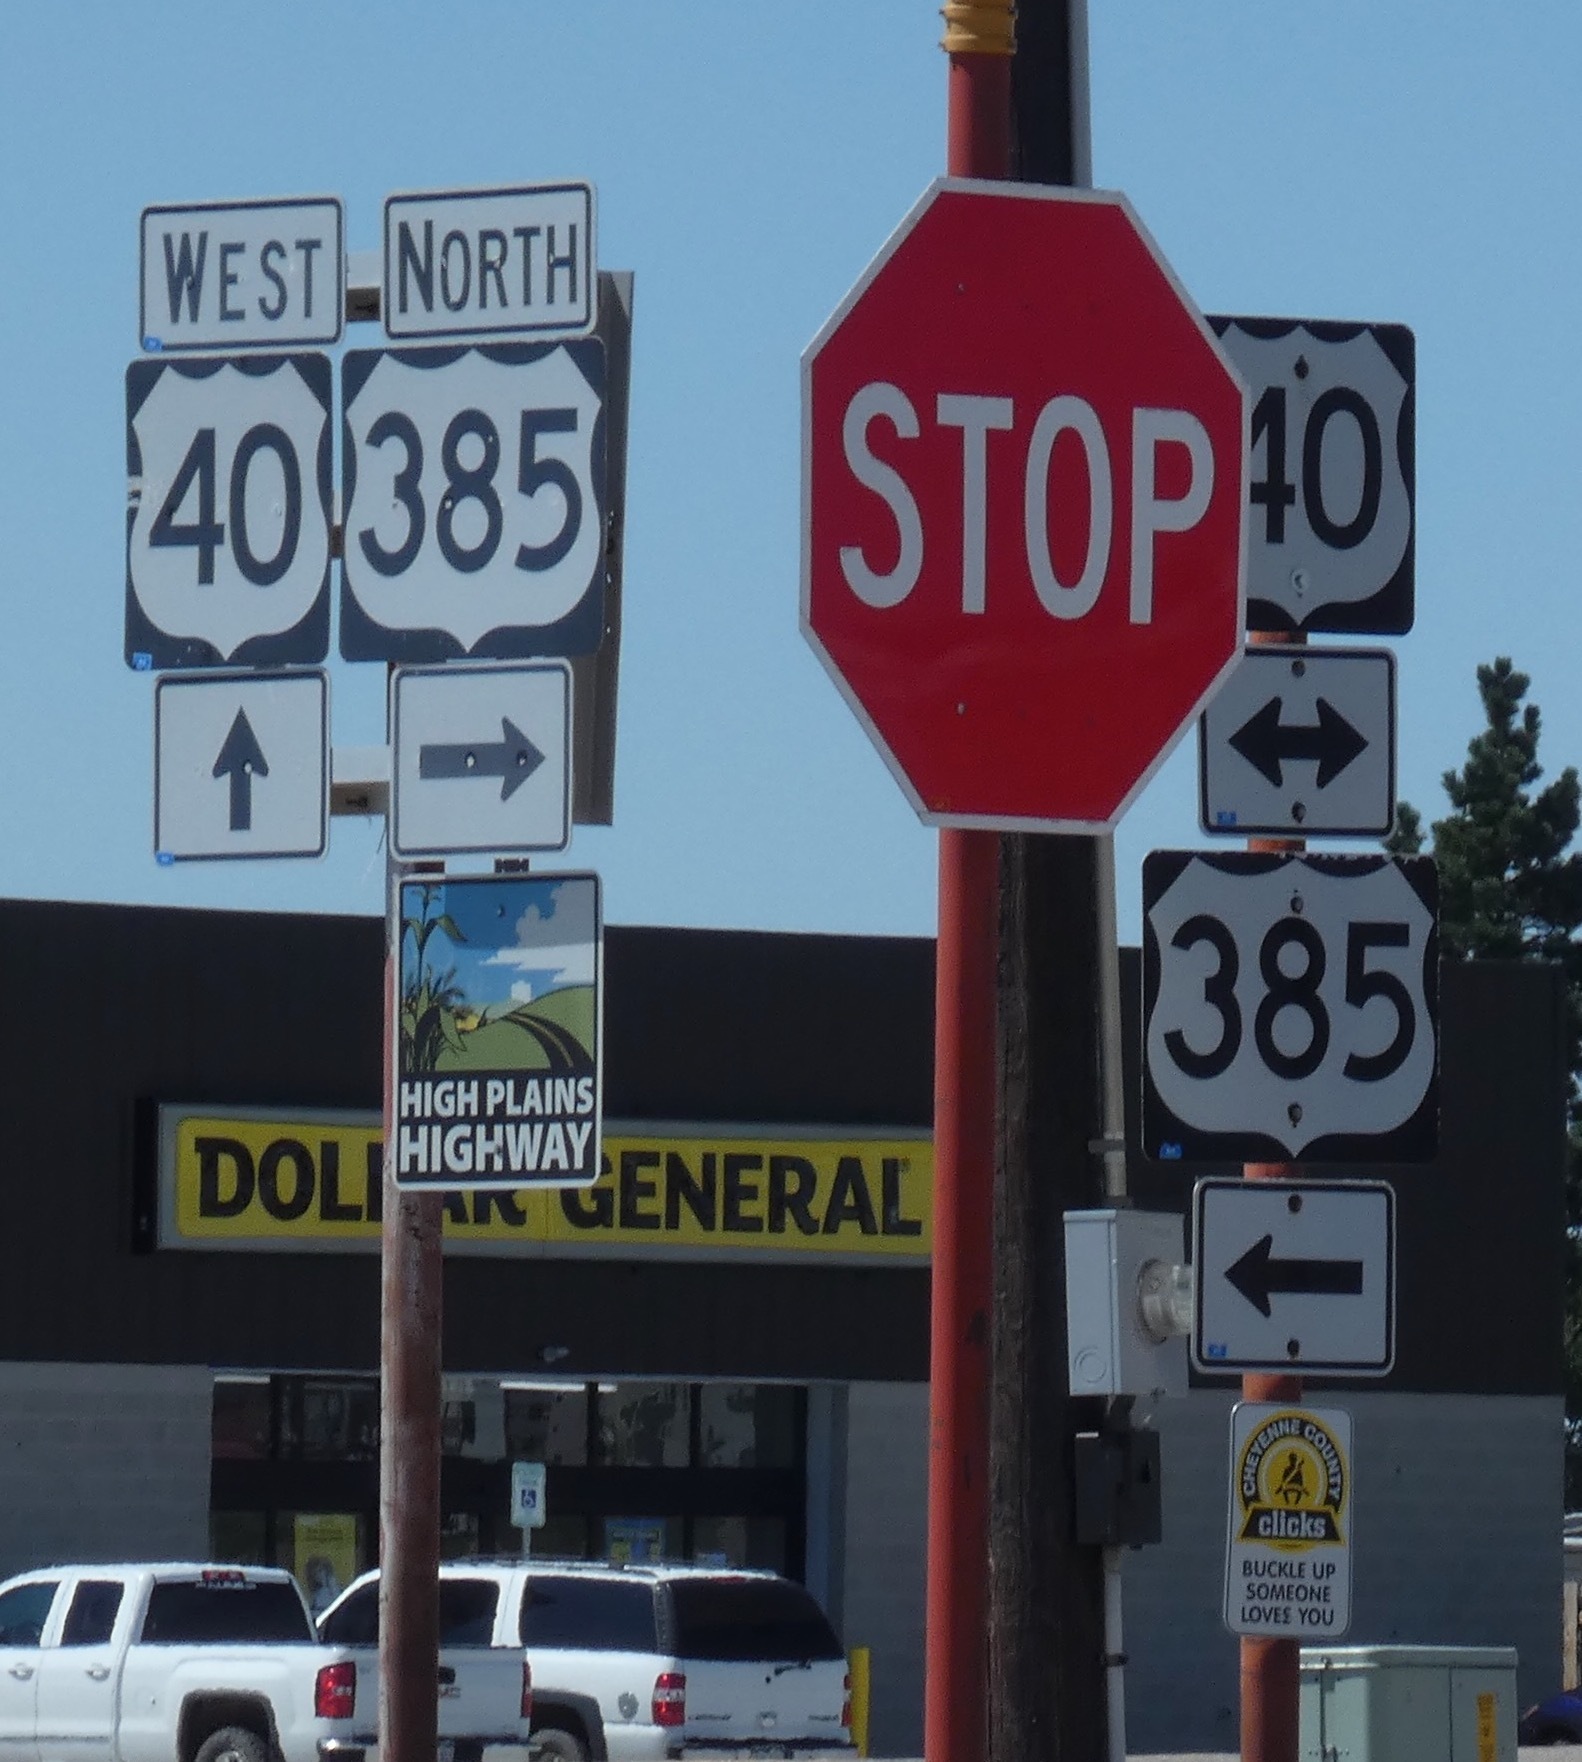 WEST
NORTH
40
385
HIGH PLAINS
HIGHWAY
STOP
40
385
CHEYENNE COUNTY
clicks
BUCKLE UP
SOMEONE
LOVES YOU
DOLLAR GENERAL